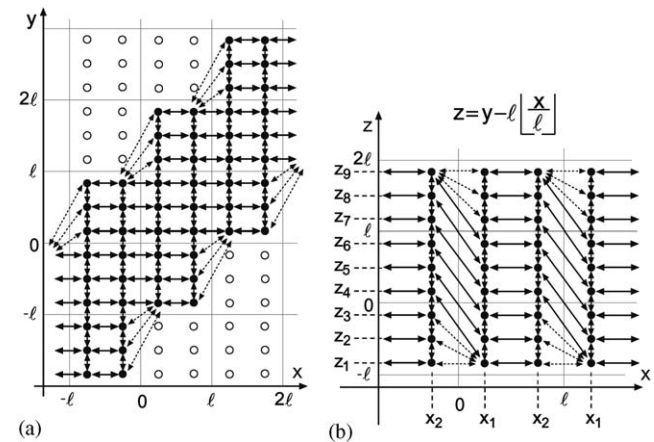 y
2ℓ
ℓ
0
-ℓ
-ℓ 0 ℓ 2ℓ
x
(a)
z=y-ℓ⌊x/ℓ⌋
z
2ℓ
z9
z8
z7
ℓ
z6
z5
z4
0
z3
z2
z1
-ℓ
x
0 ℓ
x2 x1 x2 x1
(b)